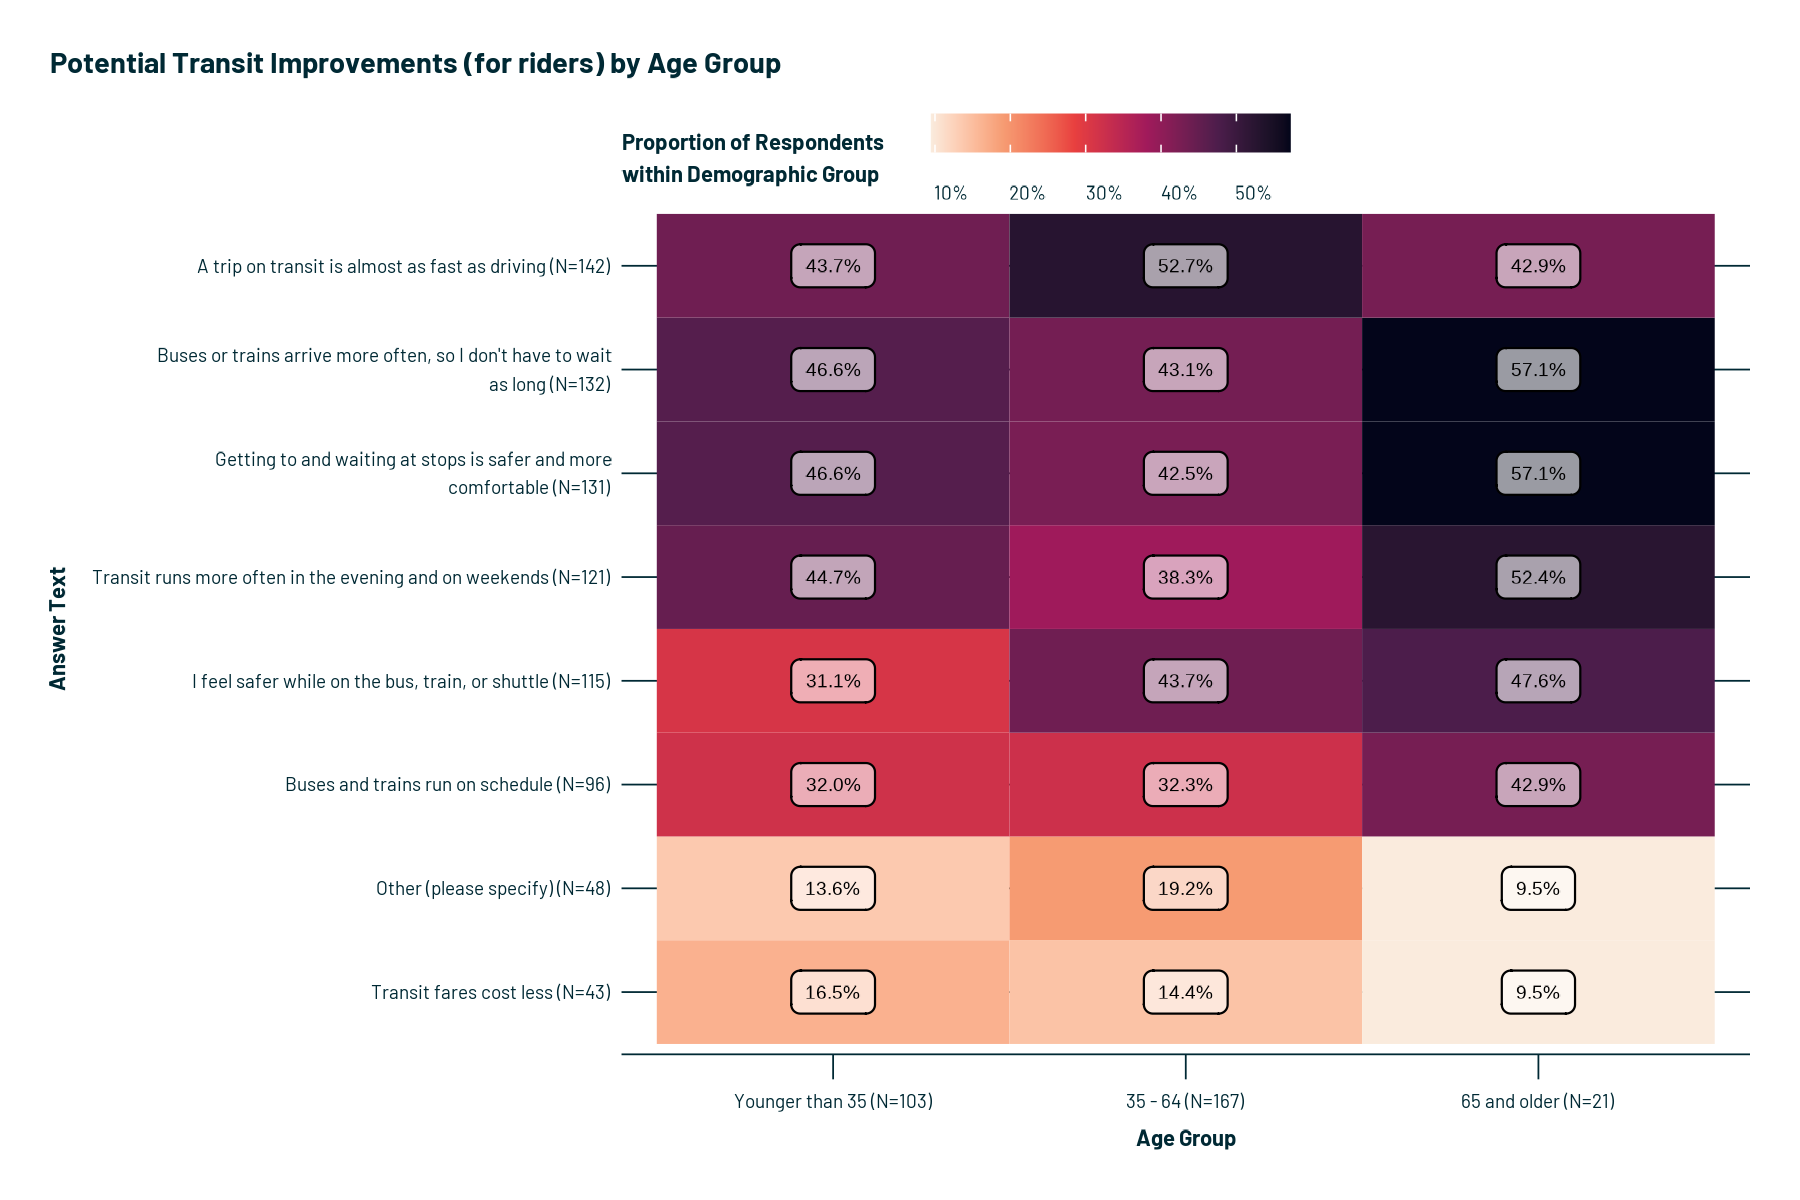 Potential Transit Improvements (for riders) by Age Group
Proportion of Respondents
within Demographic Group
10% 20% 30% 40% 50%
Answer Text
A trip on transit is almost as fast as driving (N=142) 43.7% 52.7% 42.9%
Buses or trains arrive more often, so I don't have to wait
as long (N=132) 46.6% 43.1% 57.1%
Getting to and waiting at stops is safer and more
comfortable (N=131) 46.6% 42.5% 57.1%
Transit runs more often in the evening and on weekends (N=121) 44.7% 38.3% 52.4%
I feel safer while on the bus, train, or shuttle (N=115) 31.1% 43.7% 47.6%
Buses and trains run on schedule (N=96) 32.0% 32.3% 42.9%
Other (please specify) (N=48) 13.6% 19.2% 9.5%
Transit fares cost less (N=43) 16.5% 14.4% 9.5%
Younger than 35 (N=103) 35 - 64 (N=167) 65 and older (N=21)
Age Group